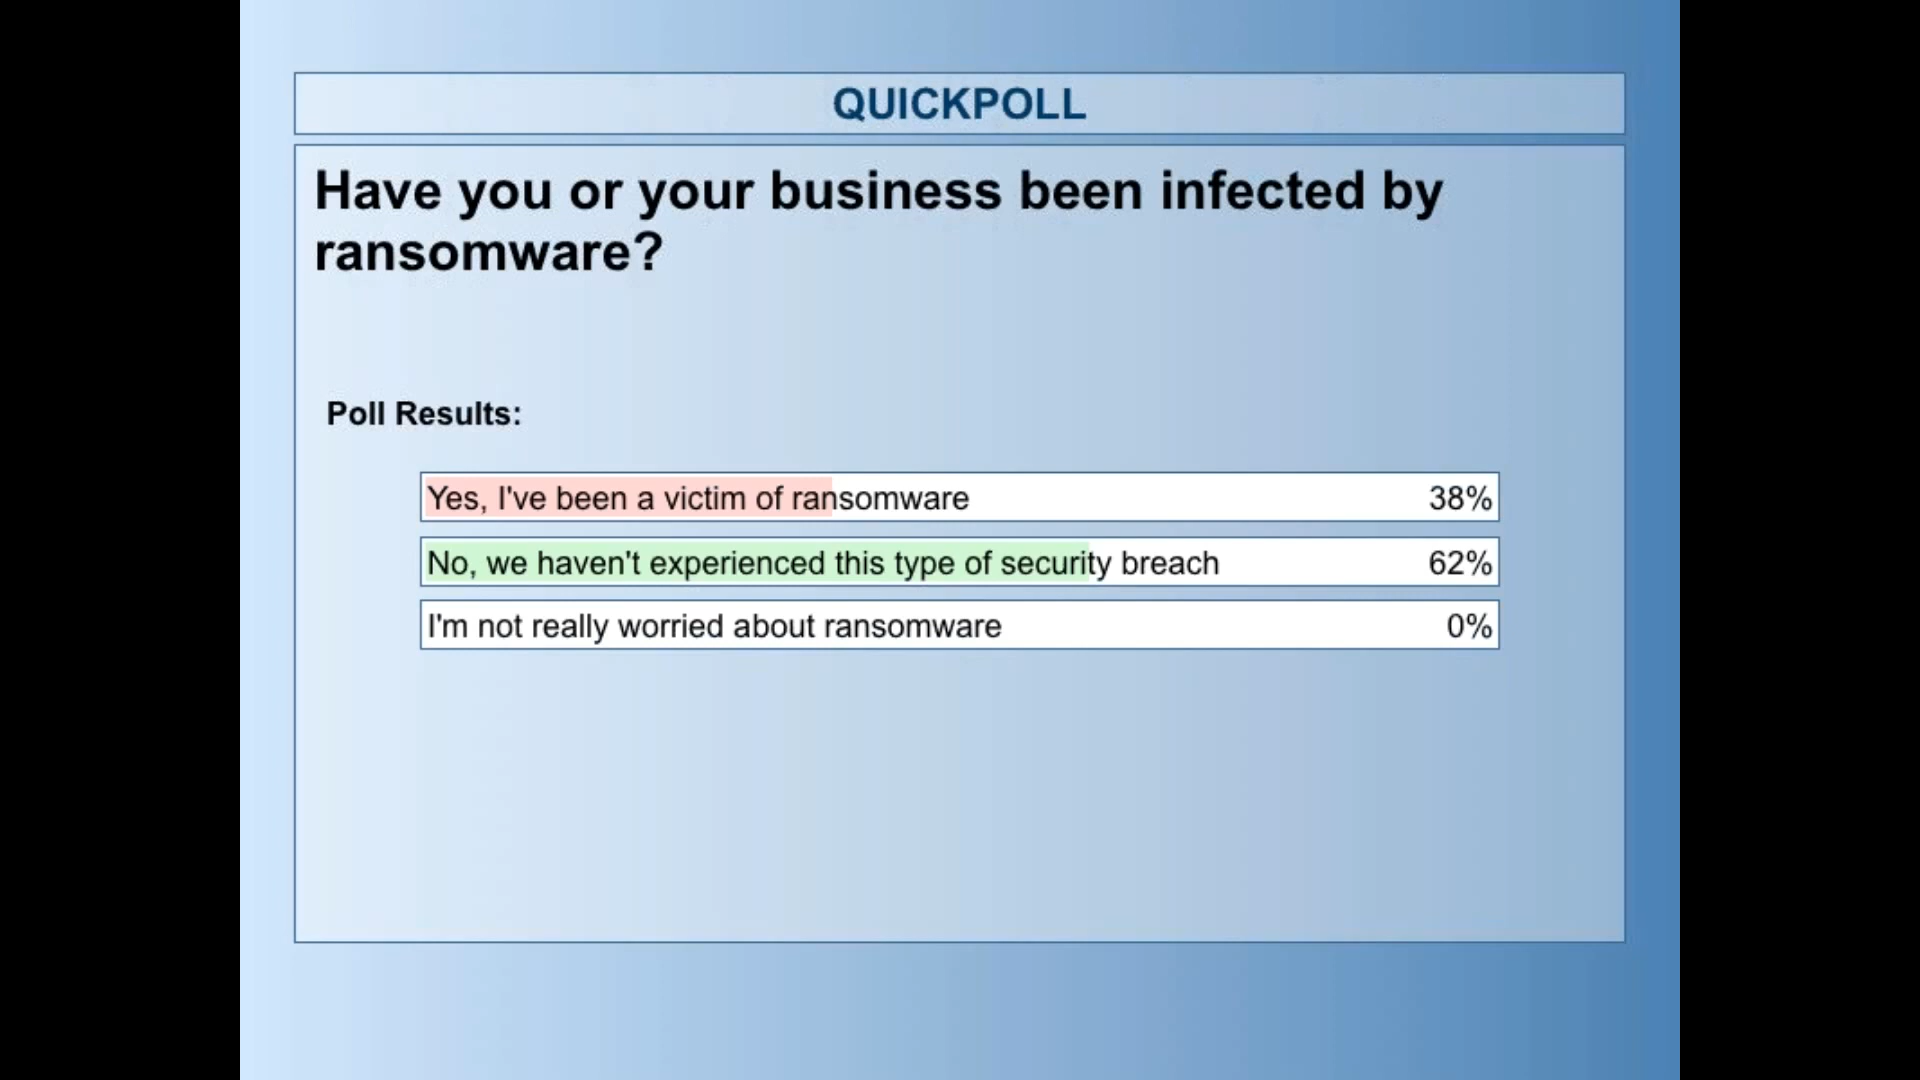 QUICKPOLL
Have you or your business been infected by
ransomware?
Poll Results:
Yes, I've been a victim of ransomware 38%
No, we haven't experienced this type of security breach 62%
I'm not really worried about ransomware 0%